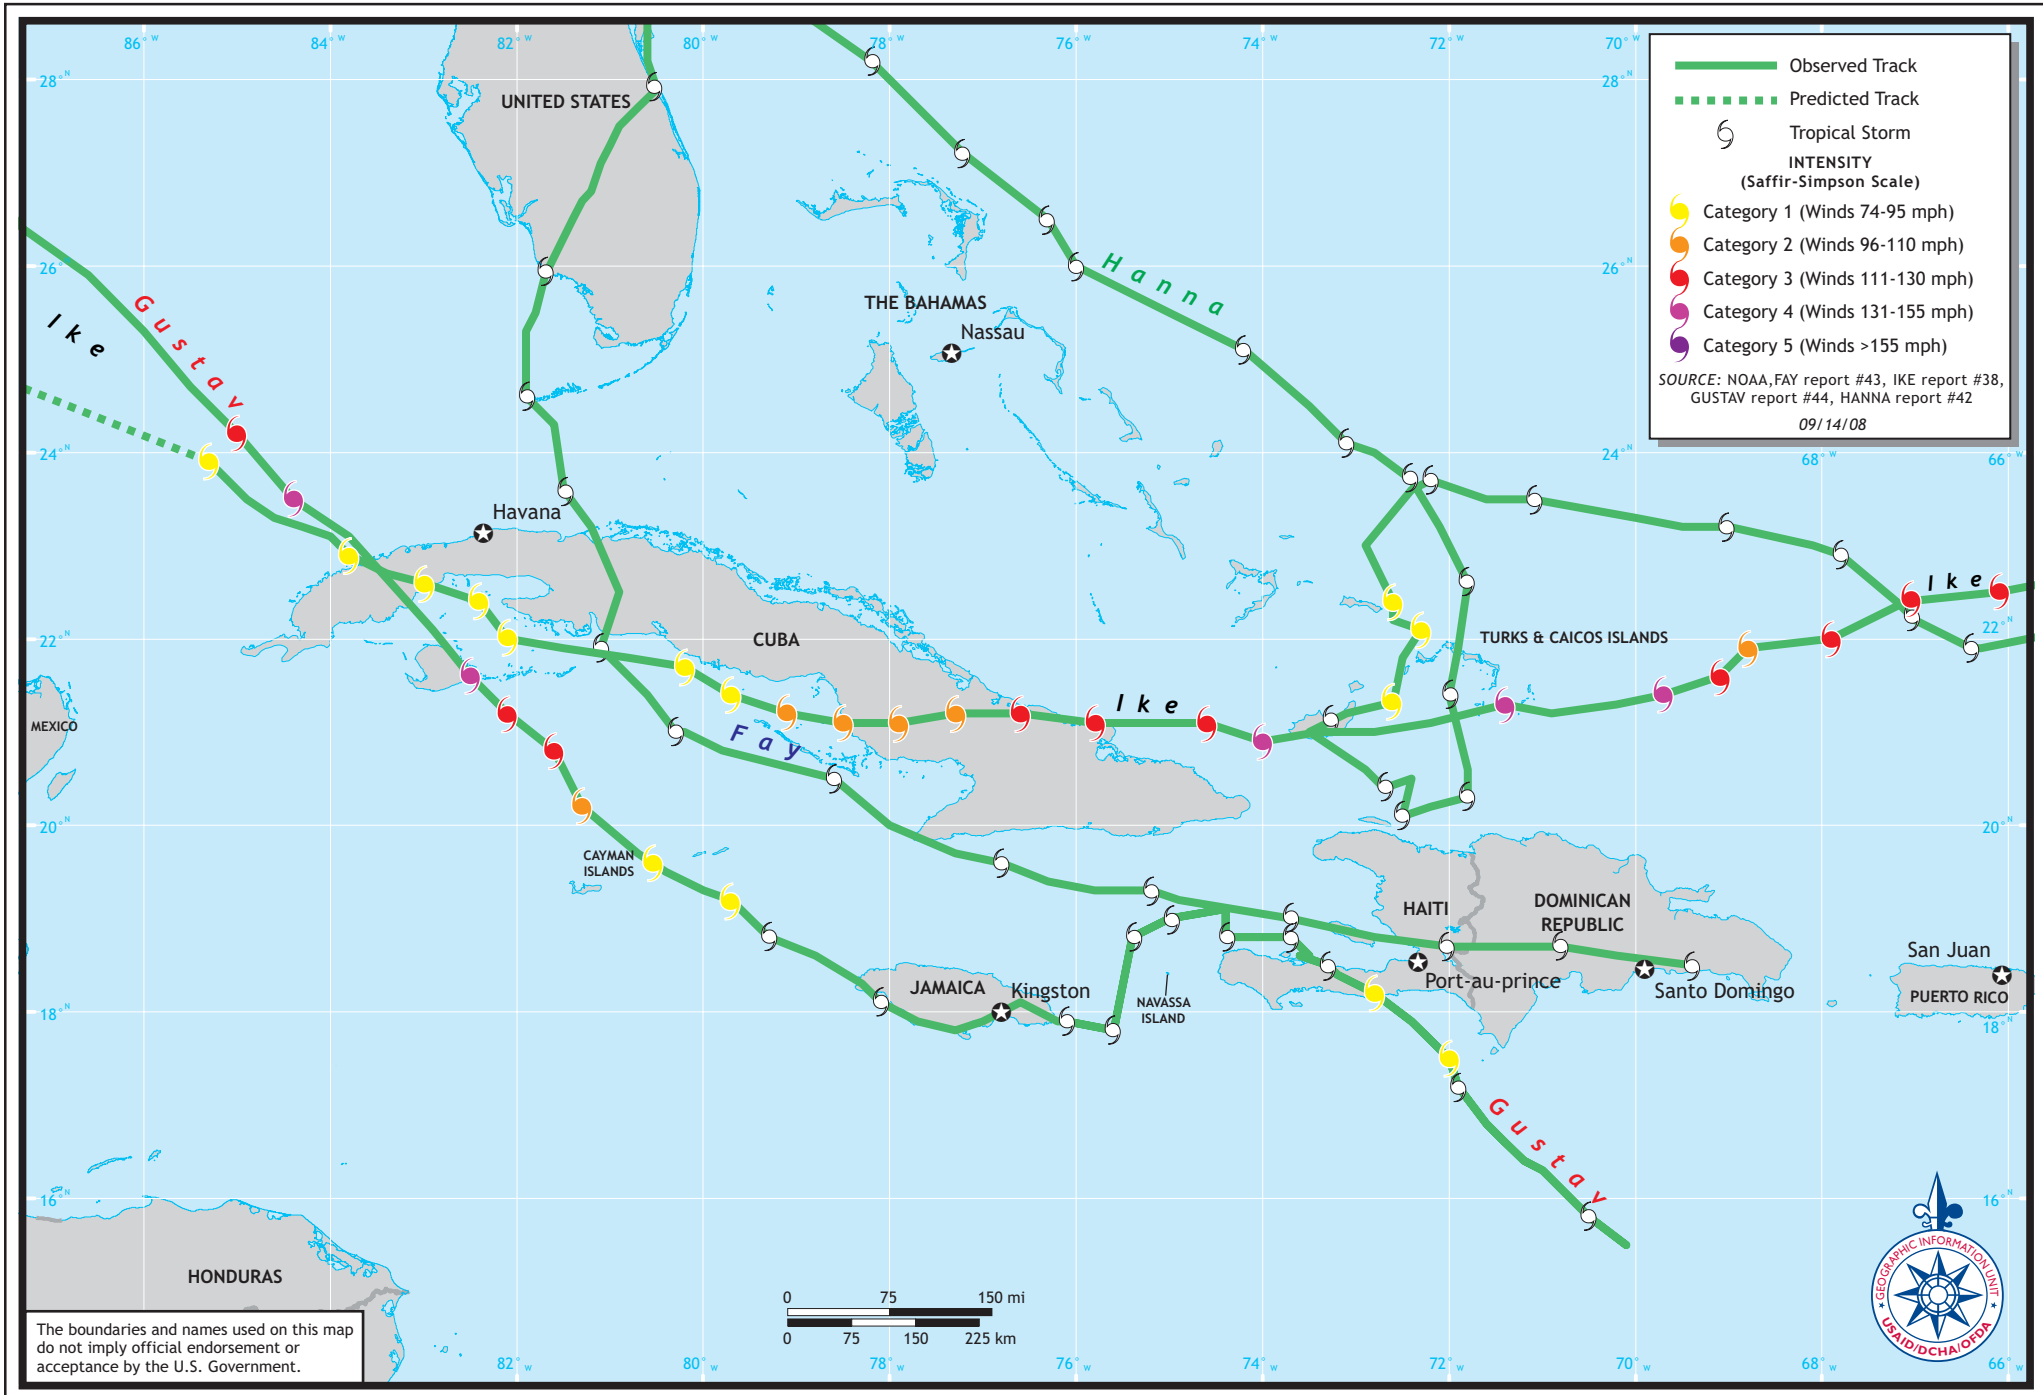 86°W 84°W 82°W 80°W 78°W 76°W 74°W 72°W 70°W
28°N
28°N
Observed Track
Predicted Track
Tropical Storm
INTENSITY
(Saffir-Simpson Scale)
Category 1 (Winds 74-95 mph)
Category 2 (Winds 96-110 mph)
Category 3 (Winds 111-130 mph)
Category 4 (Winds 131-155 mph)
Category 5 (Winds >155 mph)
SOURCE: NOAA,FAY report #43, IKE report #38,
GUSTAV report #44, HANNA report #42
09/14/08
UNITED STATES
26°N
26°N
Hanna
Gustav
Ike
THE BAHAMAS
Nassau
24°N
24°N
68°W
66°W
Havana
Ike
22°N
22°N
CUBA
TURKS & CAICOS ISLANDS
MEXICO
Ike
Fay
20°N
20°N
CAYMAN
ISLANDS
HAITI
DOMINICAN
REPUBLIC
San Juan
JAMAICA
Kingston
Port-au-prince
Santo Domingo
PUERTO RICO
NAVASSA
ISLAND
18°N
18°N
Gustav
16°N
16°N
HONDURAS
0 75 150 mi
0 75 150 225 km
GEOGRAPHIC INFORMATION UNIT
USAID/DCHA/OFDA
The boundaries and names used on this map
do not imply official endorsement or
acceptance by the U.S. Government.
82°W 80°W 78°W 76°W 74°W 72°W 70°W 68°W 66°W